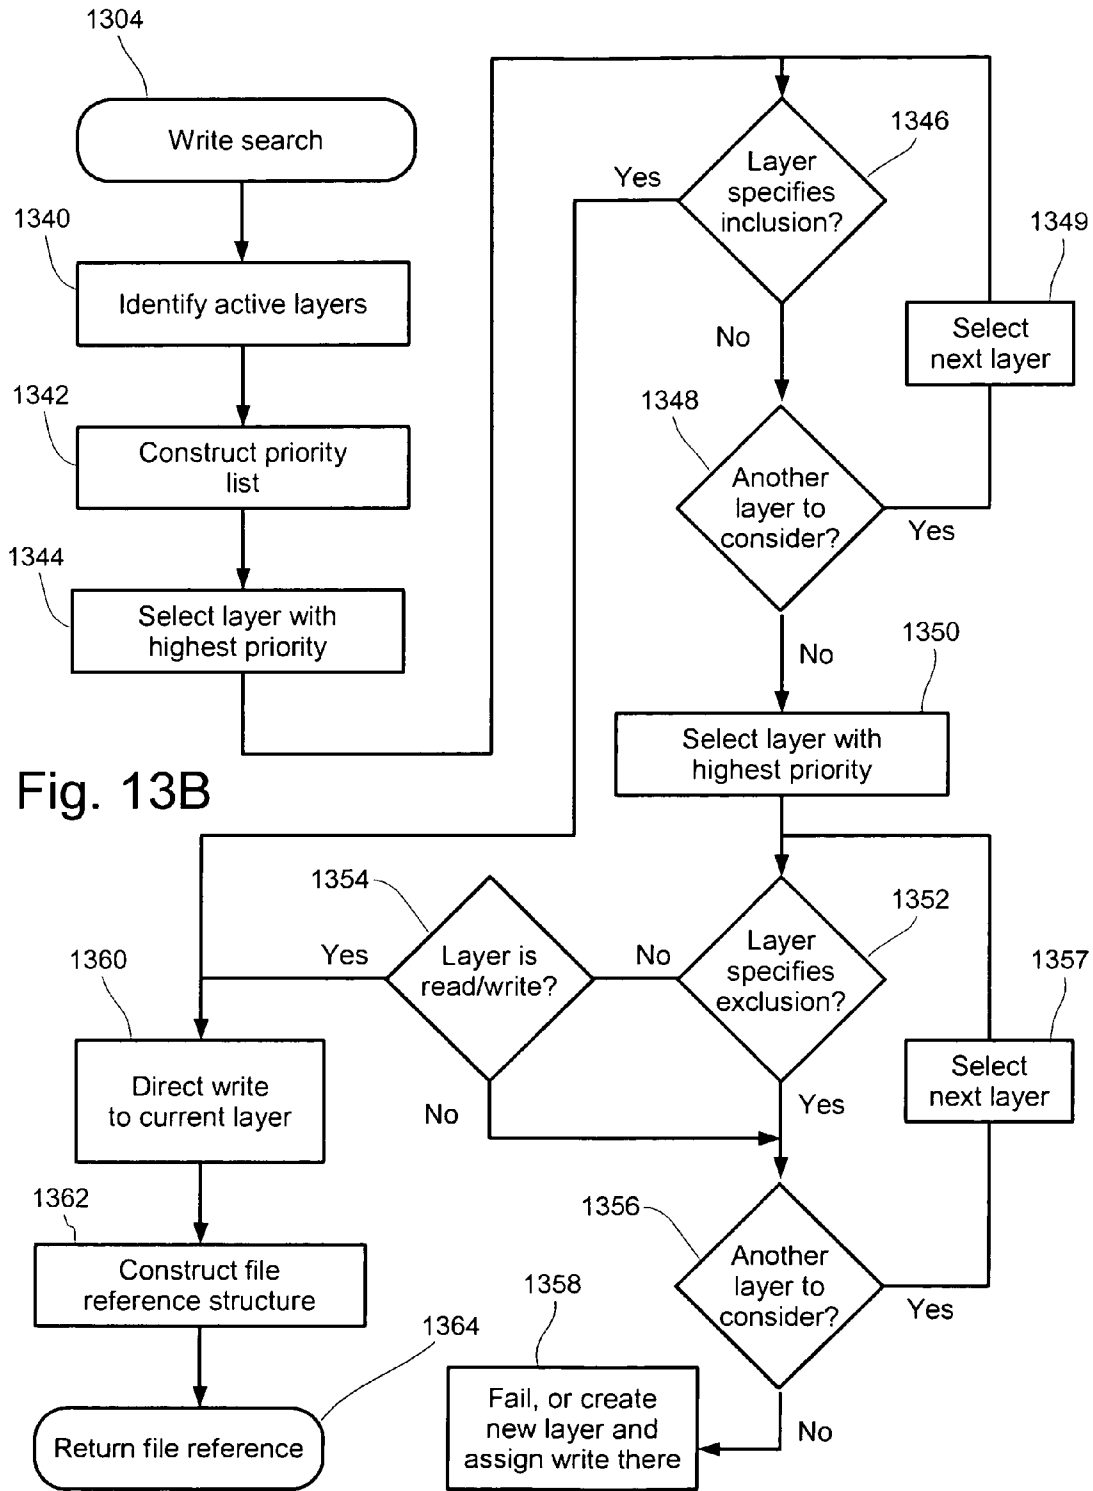 1304
Write search
1340
Identify active layers
1342
Construct priority
list
1344
Select layer with
highest priority
Fig. 13B
1346
Layer
specifies
inclusion?
Yes
No
1349
Select
next layer
1348
Another
layer to
consider?
Yes
No
1350
Select layer with
highest priority
1352
Layer
specifies
exclusion?
No
Yes
1354
Layer is
read/write?
Yes
No
1357
Select
next layer
1356
Another
layer to
consider?
Yes
No
1358
Fail, or create
new layer and
assign write there
1360
Direct write
to current layer
1362
Construct file
reference structure
1364
Return file reference